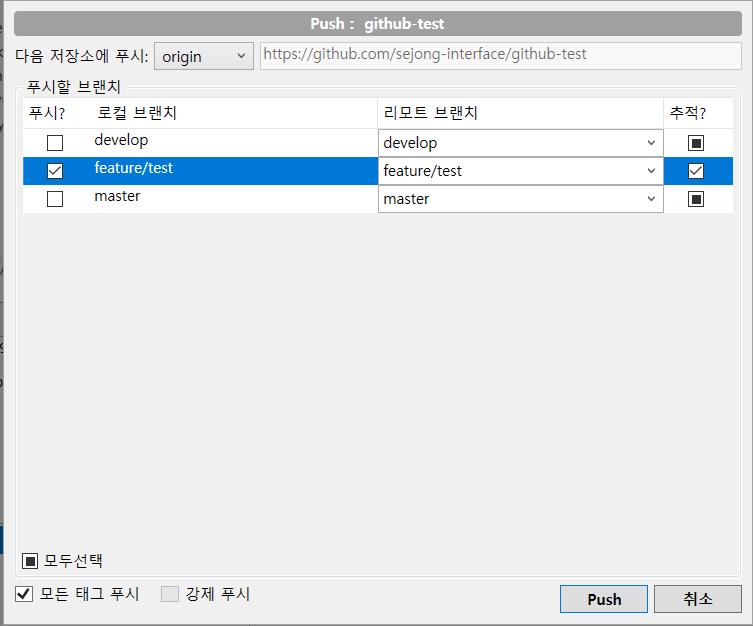 Push : github-test
다음 저장소에 푸시: origin https://github.com/sejong-interface/github-test
푸시할 브랜치
푸시? 로컬 브랜치 리모트 브랜치 추적?
develop develop
feature/test feature/test
master master
모두선택
모든 태그 푸시 강제 푸시 Push 취소